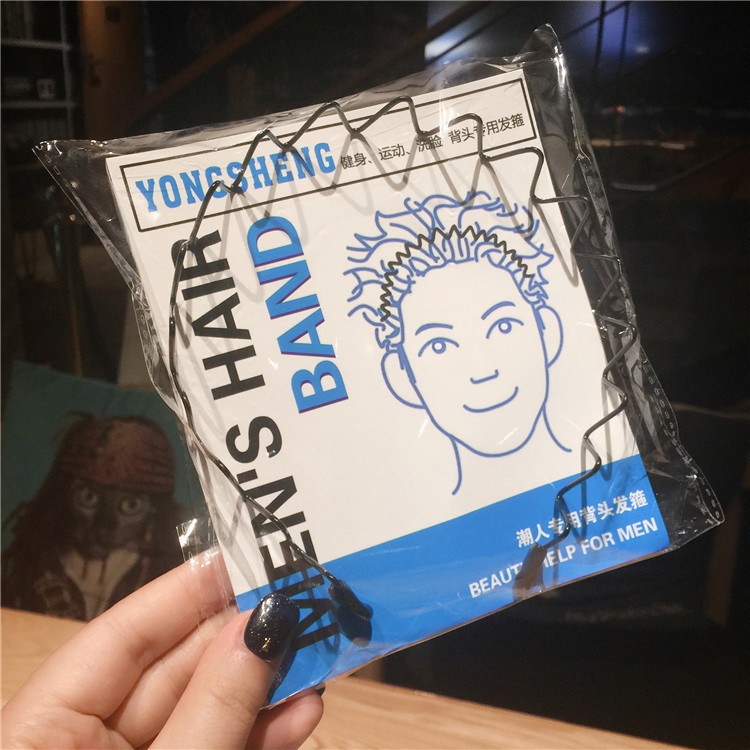 YONGSHENG 健身、运动、洗脸 背头专用发箍
MEN'S HAIR
BAND
潮人专用背头发箍
BEAUTY HELP FOR MEN